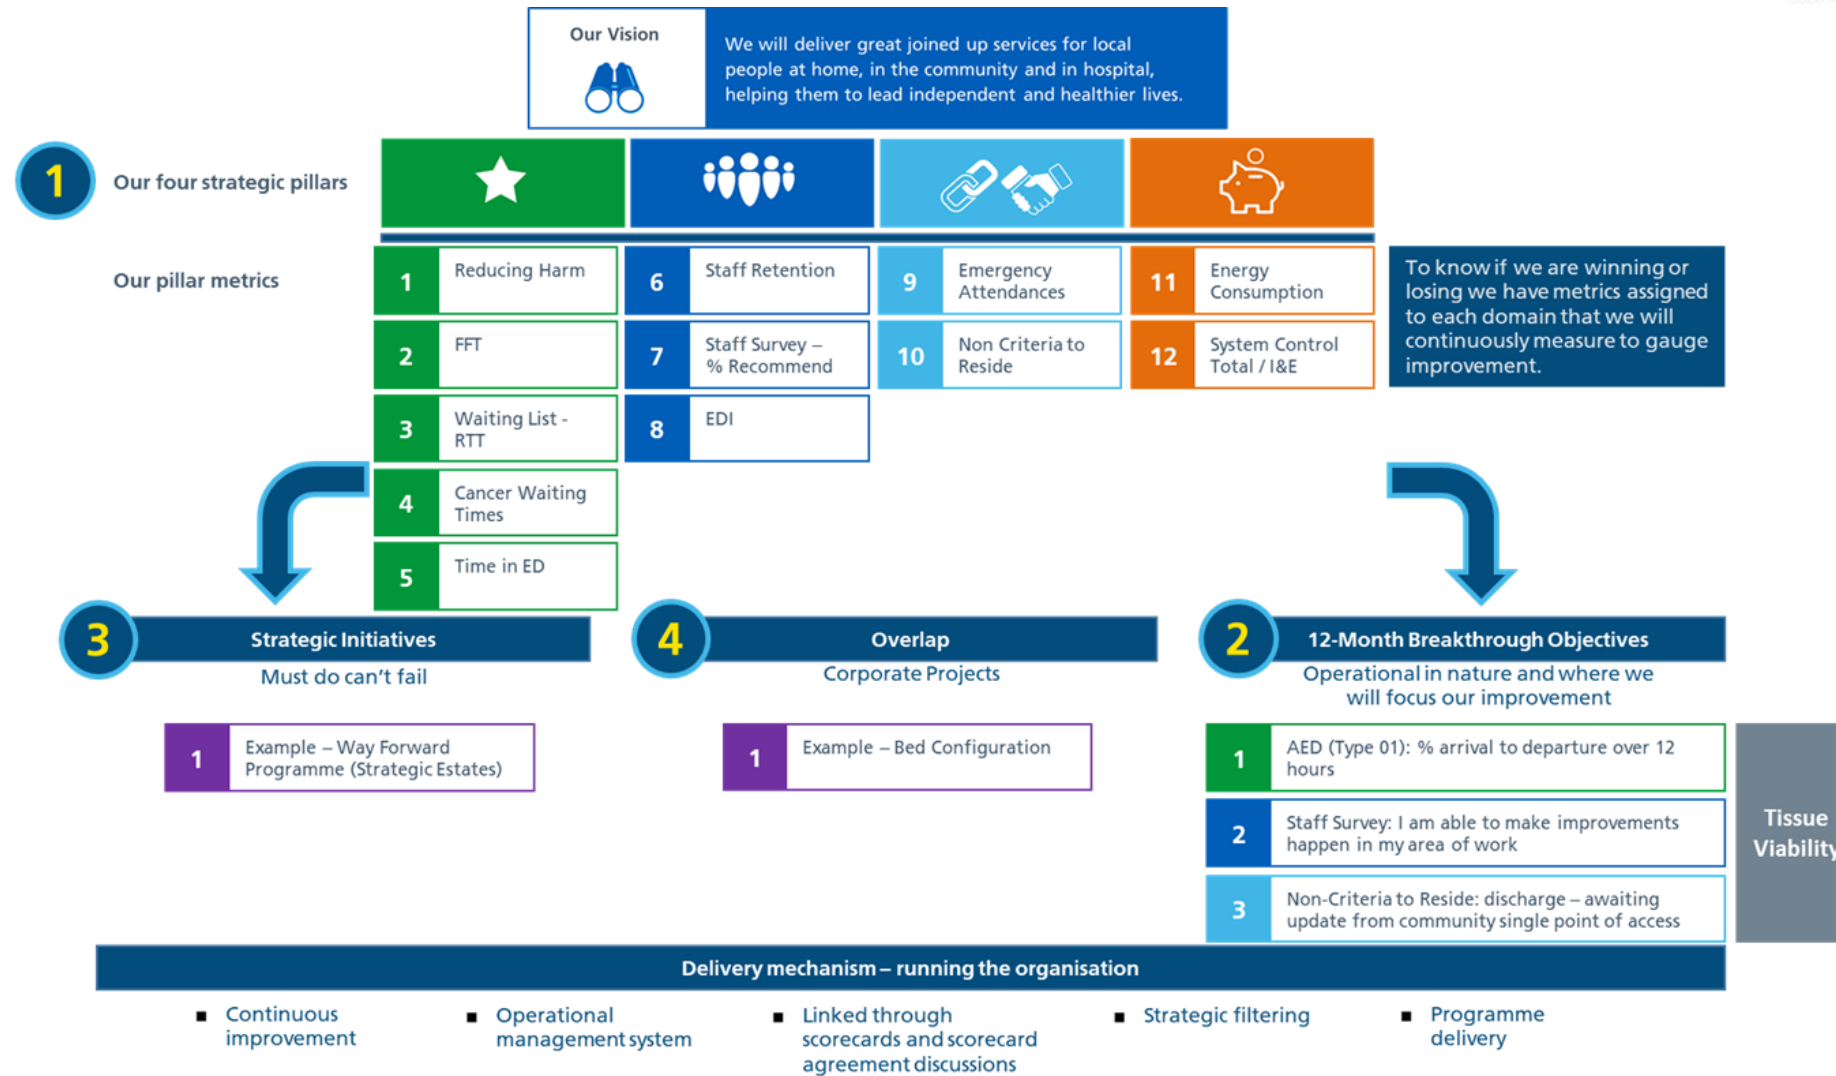 Our Vision
We will deliver great joined up services for local
people at home, in the community and in hospital,
helping them to lead independent and healthier lives.
1
Our four strategic pillars
Our pillar metrics
1
Reducing Harm
2
FFT
3
Waiting List -
RTT
4
Cancer Waiting
Times
5
Time in ED
6
Staff Retention
7
Staff Survey –
% Recommend
8
EDI
9
Emergency
Attendances
10
Non Criteria to
Reside
11
Energy
Consumption
12
System Control
Total / I&E
To know if we are winning or
losing we have metrics assigned
to each domain that we will
continuously measure to gauge
improvement.
3
Strategic Initiatives
Must do can't fail
1
Example – Way Forward
Programme (Strategic Estates)
4
Overlap
Corporate Projects
1
Example – Bed Configuration
2
12-Month Breakthrough Objectives
Operational in nature and where we
will focus our improvement
1
AED (Type 01): % arrival to departure over 12
hours
2
Staff Survey: I am able to make improvements
happen in my area of work
3
Non-Criteria to Reside: discharge – awaiting
update from community single point of access
Tissue
Viability
Delivery mechanism – running the organisation
▪ Continuous
improvement
▪ Operational
management system
▪ Linked through
scorecards and scorecard
agreement discussions
▪ Strategic filtering
▪ Programme
delivery